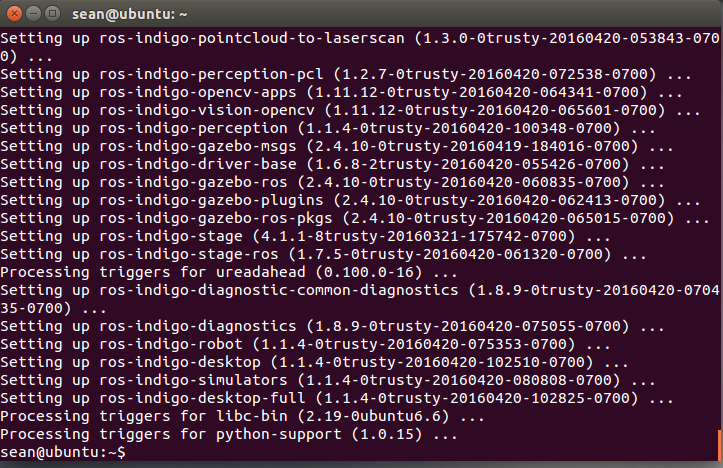 sean@ubuntu: ~
Setting up ros-indigo-pointcloud-to-laserscan (1.3.0-0trusty-20160420-053843-070
0) ...
Setting up ros-indigo-perception-pcl (1.2.7-0trusty-20160420-072538-0700) ...
Setting up ros-indigo-opencv-apps (1.11.12-0trusty-20160420-064341-0700) ...
Setting up ros-indigo-vision-opencv (1.11.12-0trusty-20160420-065601-0700) ...
Setting up ros-indigo-perception (1.1.4-0trusty-20160420-100348-0700) ...
Setting up ros-indigo-gazebo-msgs (2.4.10-0trusty-20160419-184016-0700) ...
Setting up ros-indigo-driver-base (1.6.8-2trusty-20160420-055426-0700) ...
Setting up ros-indigo-gazebo-ros (2.4.10-0trusty-20160420-060835-0700) ...
Setting up ros-indigo-gazebo-plugins (2.4.10-0trusty-20160420-062413-0700) ...
Setting up ros-indigo-gazebo-ros-pkgs (2.4.10-0trusty-20160420-065015-0700) ...
Setting up ros-indigo-stage (4.1.1-8trusty-20160321-175742-0700) ...
Setting up ros-indigo-stage-ros (1.7.5-0trusty-20160420-061320-0700) ...
Processing triggers for ureadahead (0.100.0-16) ...
Setting up ros-indigo-diagnostic-common-diagnostics (1.8.9-0trusty-20160420-0704
35-0700) ...
Setting up ros-indigo-diagnostics (1.8.9-0trusty-20160420-075055-0700) ...
Setting up ros-indigo-robot (1.1.4-0trusty-20160420-075353-0700) ...
Setting up ros-indigo-desktop (1.1.4-0trusty-20160420-102510-0700) ...
Setting up ros-indigo-simulators (1.1.4-0trusty-20160420-080808-0700) ...
Setting up ros-indigo-desktop-full (1.1.4-0trusty-20160420-102825-0700) ...
Processing triggers for libc-bin (2.19-0ubuntu6.6) ...
Processing triggers for python-support (1.0.15) ...
sean@ubuntu:~$